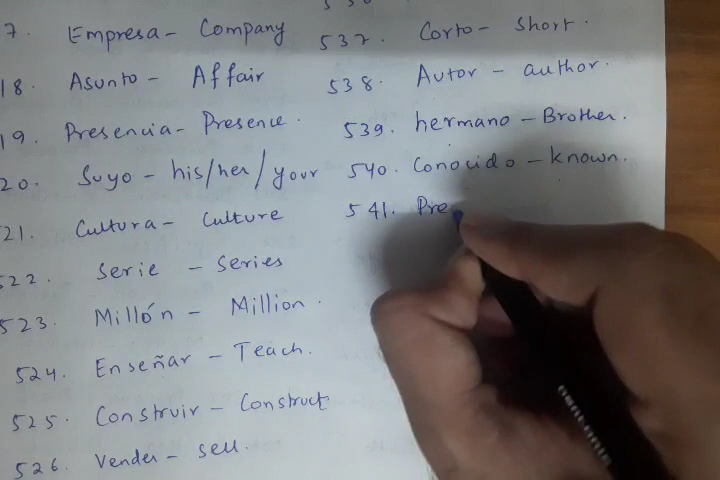 7. Empresa - Company
18. Asunto - Affair
19. Presencia - Presence.
20. Suyo - his/her/your
21. Cultura - Culture
522. Serie - Series
523. Millón - Million.
524. Enseñar - Teach.
525. Construir - Construct
526. Vender - sell.
537. Corto - Short.
538. Autor - author.
539. hermano - Brother.
540. Conocido - known.
541. Pre